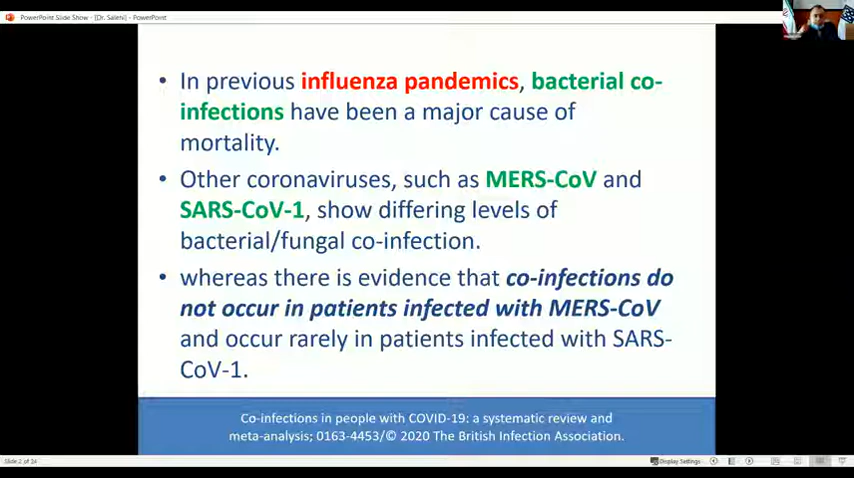 PowerPoint Slide Show - [Dr. Salehi] - PowerPoint
• In previous influenza pandemics, bacterial co-
infections have been a major cause of
mortality.
• Other coronaviruses, such as MERS-CoV and
SARS-CoV-1, show differing levels of
bacterial/fungal co-infection.
• whereas there is evidence that co-infections do
not occur in patients infected with MERS-CoV
and occur rarely in patients infected with SARS-
CoV-1.
Co-infections in people with COVID-19: a systematic review and
meta-analysis; 0163-4453/© 2020 The British Infection Association.
Slide 2 of 34
Display Settings